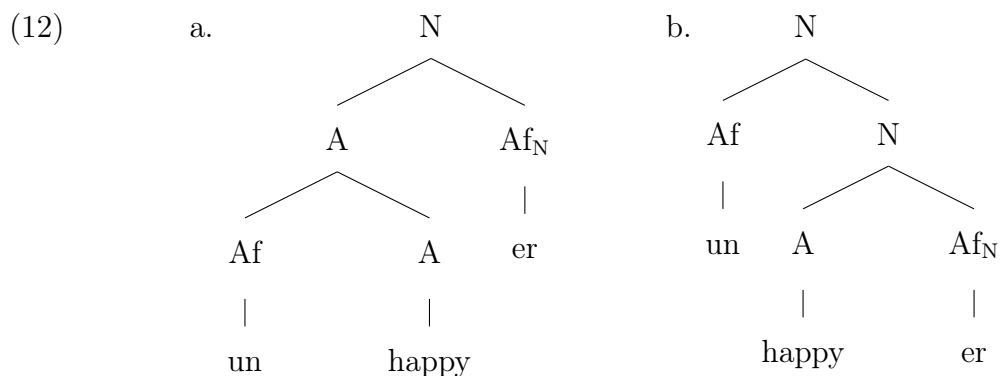 (12) a. N b. N
A Af_N Af N
Af A er un A Af_N
un happy happy er